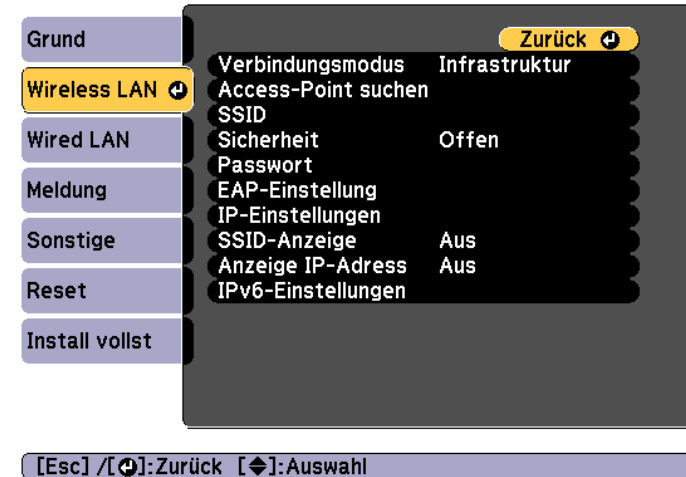 Grund
Wireless LAN
Wired LAN
Meldung
Sonstige
Reset
Install vollst
Zurück
Verbindungsmodus Infrastruktur
Access-Point suchen
SSID
Sicherheit Offen
Passwort
EAP-Einstellung
IP-Einstellungen
SSID-Anzeige Aus
Anzeige IP-Adress Aus
IPv6-Einstellungen
[Esc] /[⏎]:Zurück [◆]:Auswahl